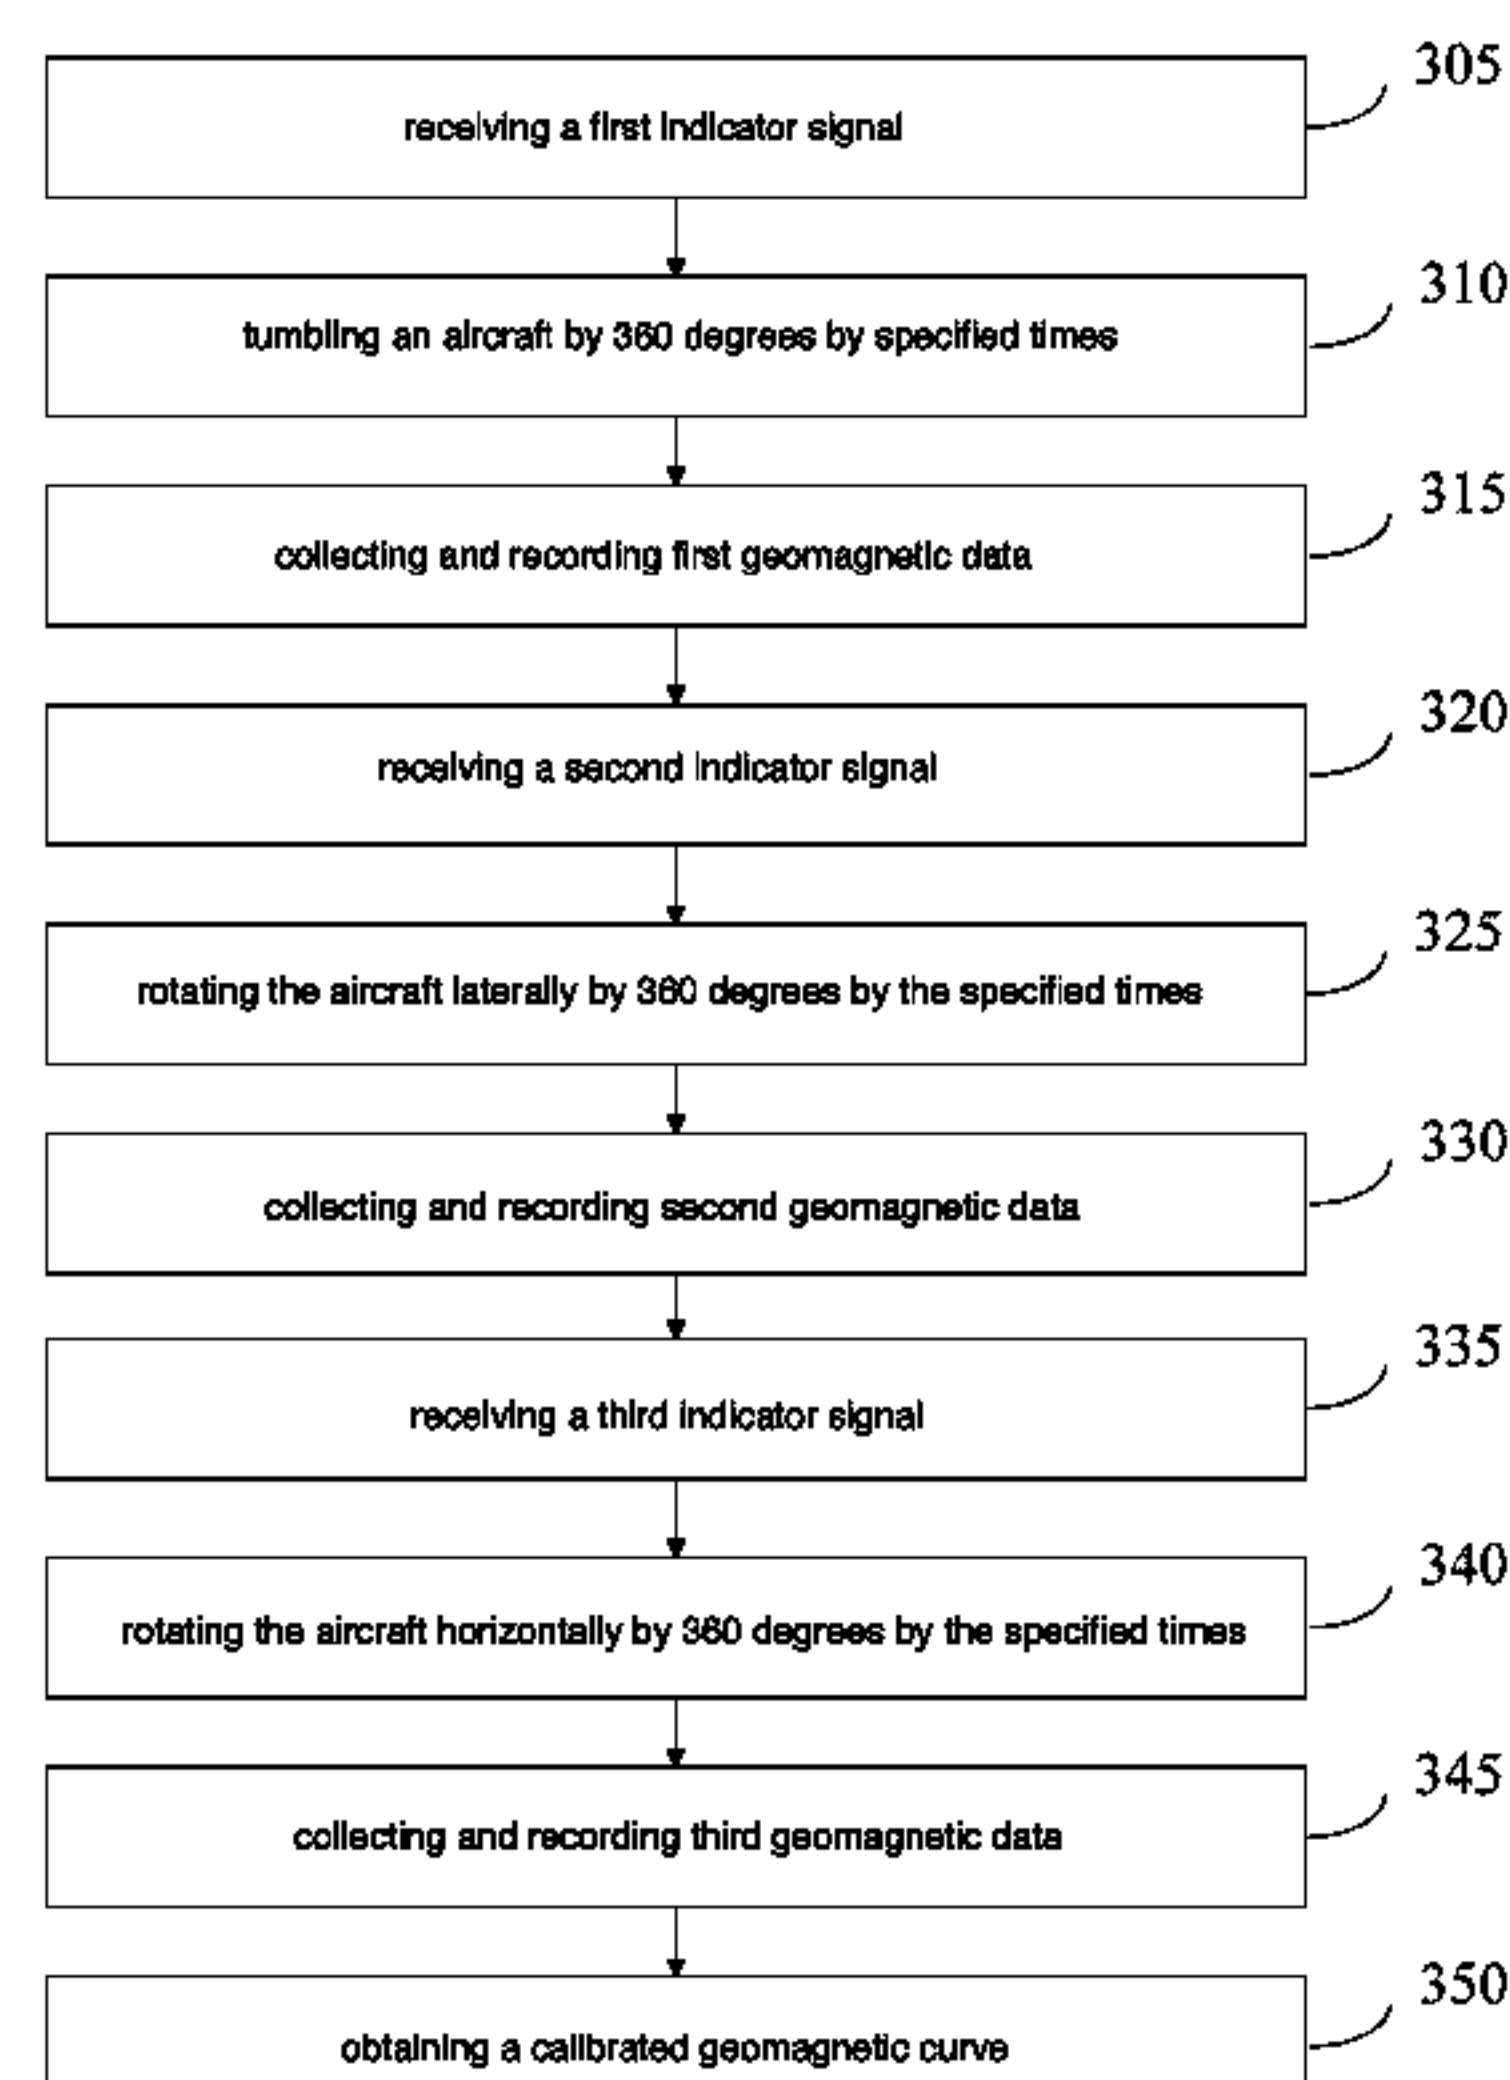 305
receiving a first indicator signal
310
tumbling an aircraft by 360 degrees by specified times
315
collecting and recording first geomagnetic data
320
receiving a second indicator signal
325
rotating the aircraft laterally by 360 degrees by the specified times
330
collecting and recording second geomagnetic data
335
receiving a third indicator signal
340
rotating the aircraft horizontally by 360 degrees by the specified times
345
collecting and recording third geomagnetic data
350
obtaining a calibrated geomagnetic curve